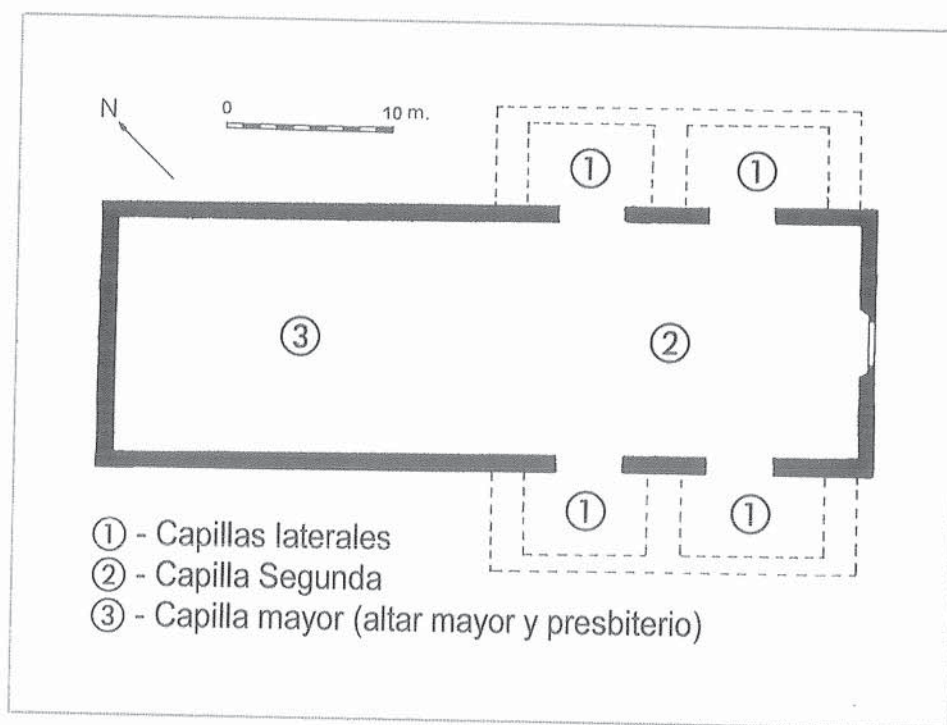 N
0 10 m.
① ①
③ ②
① ①
① - Capillas laterales
② - Capilla Segunda
③ - Capilla mayor (altar mayor y presbiterio)